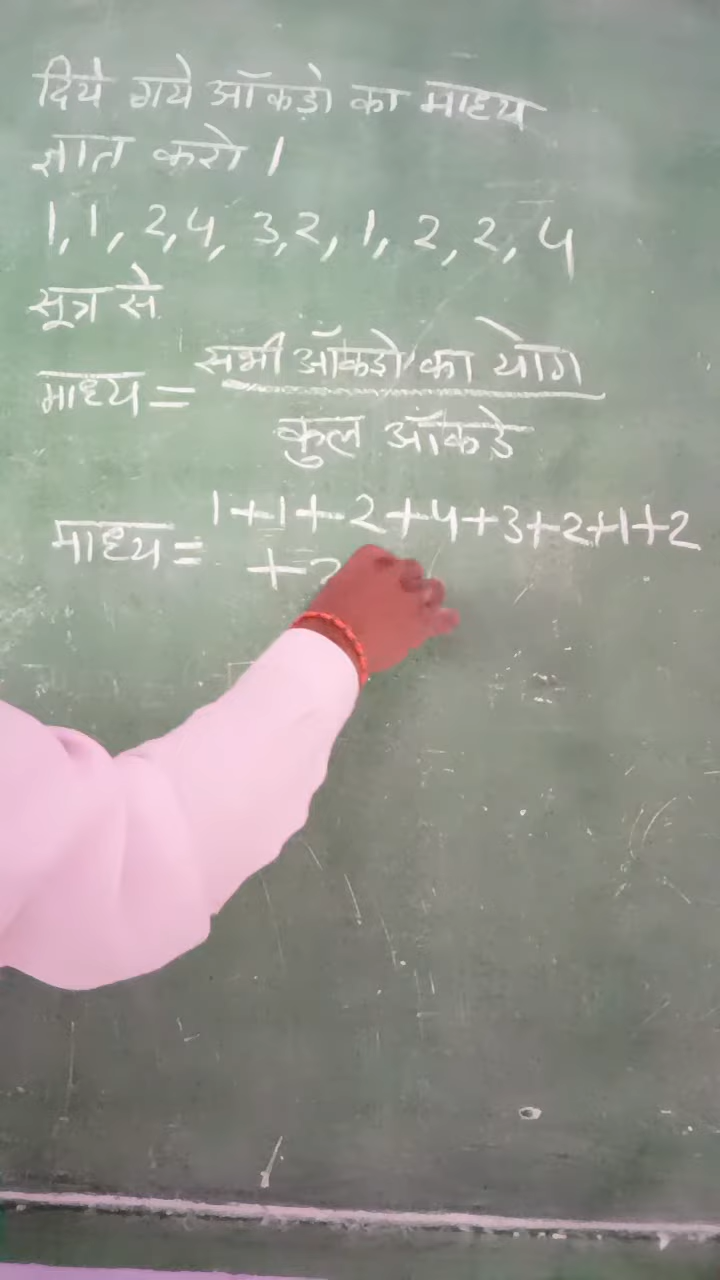 दिये गये आँकड़ो का माध्य
ज्ञात करो ।
1, 1, 2, 4, 3, 2, 1, 2, 2, 4
सूत्र से
माध्य = सभी आँकडो का योग
कुल आँकडे
माध्य = 1+1+2+4+3+2+1+2
+2